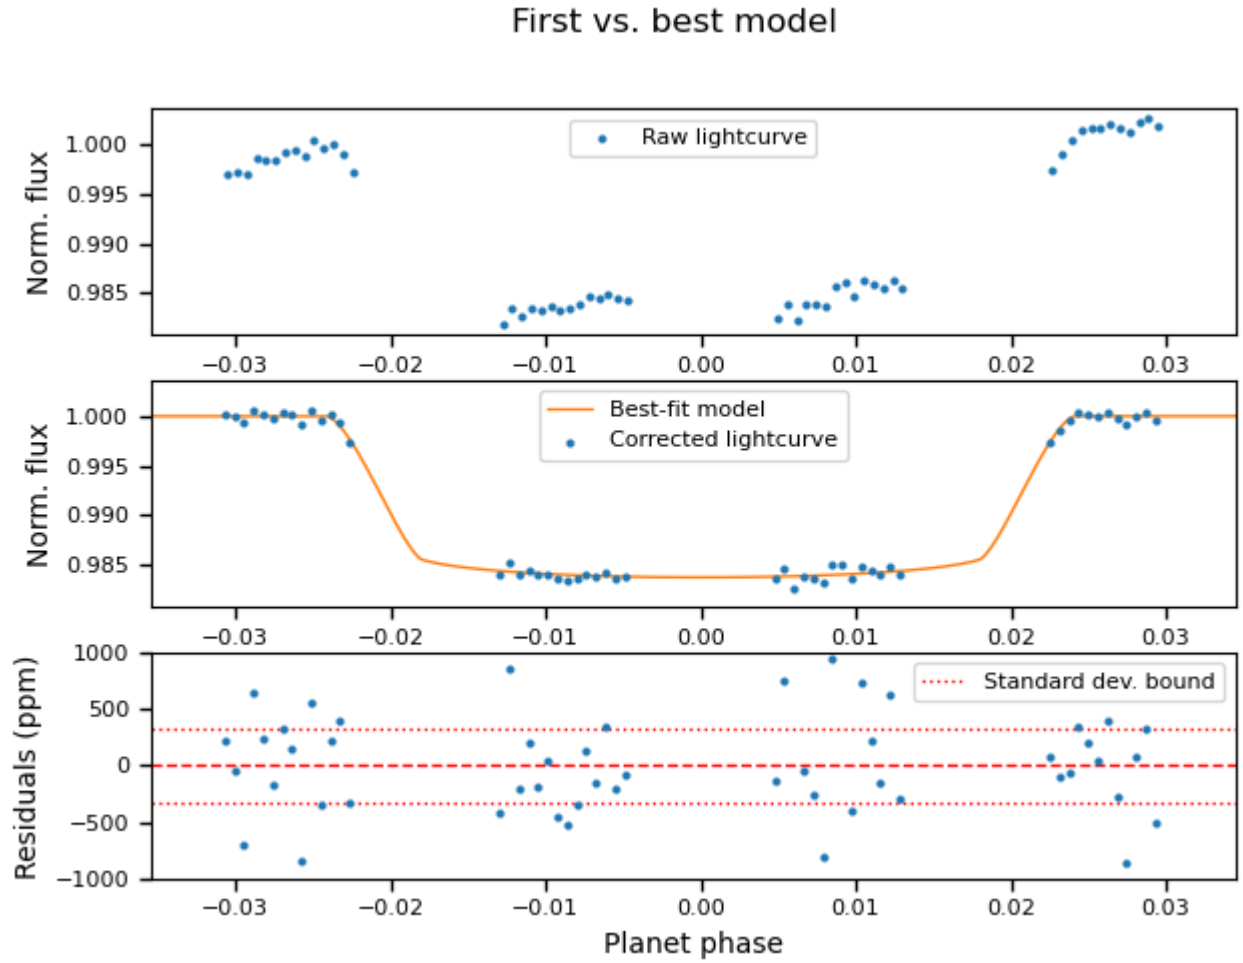 First vs. best model
Raw lightcurve
Norm. flux
1.000
0.995
0.990
0.985
−0.03 −0.02 −0.01 0.00 0.01 0.02 0.03
Best-fit model
Corrected lightcurve
Norm. flux
1.000
0.995
0.990
0.985
−0.03 −0.02 −0.01 0.00 0.01 0.02 0.03
Standard dev. bound
Residuals (ppm)
1000
500
0
−500
−1000
−0.03 −0.02 −0.01 0.00 0.01 0.02 0.03
Planet phase